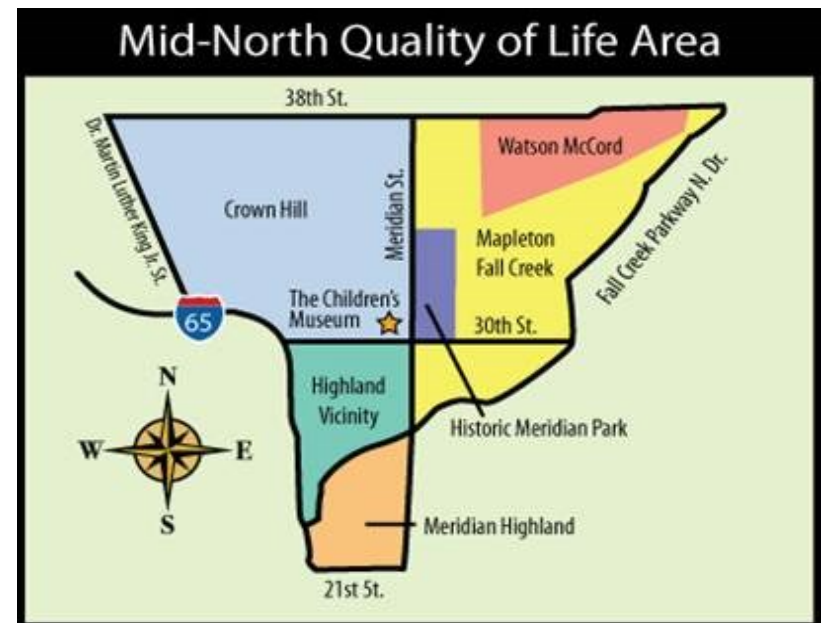 Mid-North Quality of Life Area
38th St.
Dr. Martin Luther King Jr. St.
Watson McCord
Meridian St.
Crown Hill
Mapleton
Fall Creek
Fall Creek Parkway N. Dr.
The Children's
Museum
65
30th St.
N
Highland
Vicinity
Historic Meridian Park
W
E
S
Meridian Highland
21st St.